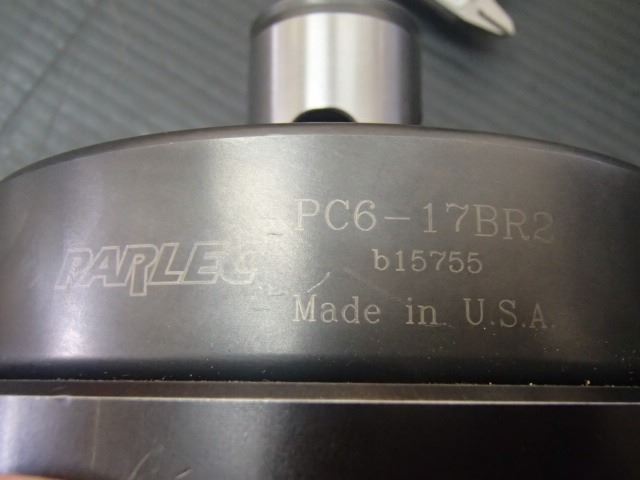 PC6-17BR2
PARLEC
b15755
Made in U.S.A.